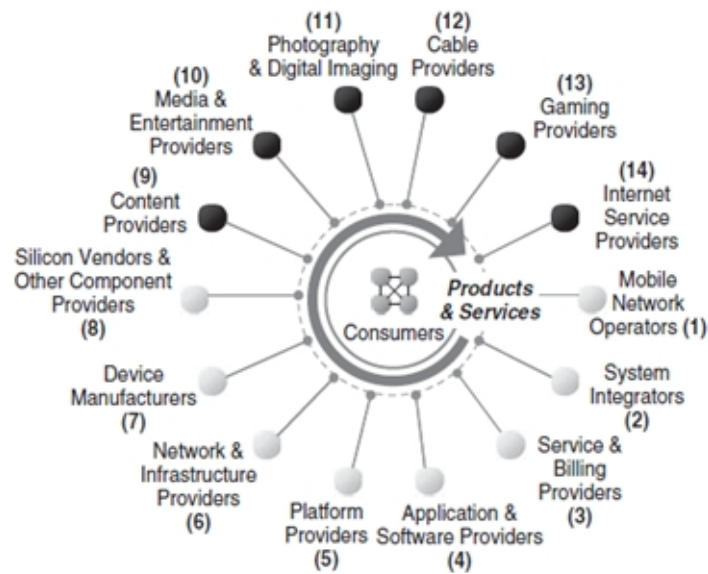 (11)
Photography
& Digital Imaging
(12)
Cable
Providers
(10)
Media &
Entertainment
Providers
(13)
Gaming
Providers
(9)
Content
Providers
(14)
Internet
Service
Providers
Silicon Vendors &
Other Component
Providers
(8)
Products
& Services
Consumers
Mobile
Network
Operators (1)
Device
Manufacturers
(7)
System
Integrators
(2)
Network &
Infrastructure
Providers
(6)
Service &
Billing
Providers
(3)
Platform
Providers
(5)
Application &
Software Providers
(4)